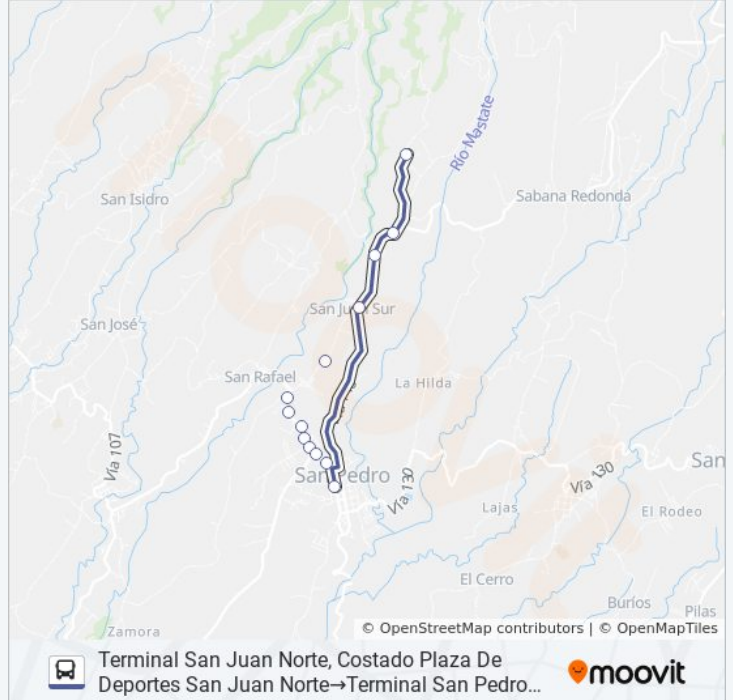 Río Mastate
San Isidro
Sabana Redonda
San Juan Sur
San José
San Rafael
La Hilda
Vía 107
San Pedro
Vía 130
Vía 130
San
Lajas
El Rodeo
El Cerro
Buríos
Pilas
Zamora
© OpenStreetMap contributors | © OpenMapTiles
Terminal San Juan Norte, Costado Plaza De
Deportes San Juan Norte→Terminal San Pedro...
moovit